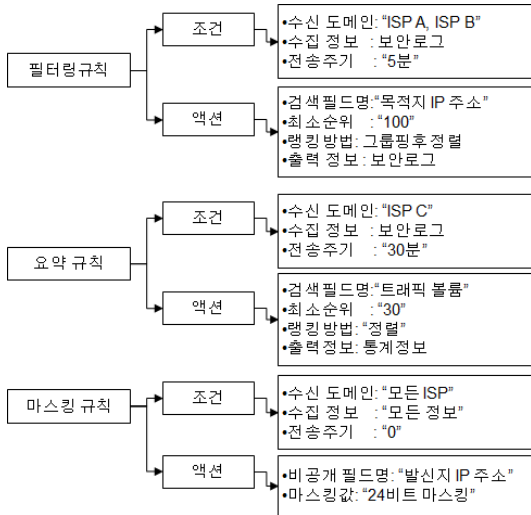 필터링규칙
조건
•수신 도메인: “ISP A, ISP B”
•수집 정보 : 보안로그
•전송주기 : “5분”
액션
•검색필드명:“목적지 IP 주소”
•최소순위 : “100”
•랭킹방법: 그룹핑후 정렬
•출력 정보: 보안로그
요약 규칙
조건
•수신 도메인: “ISP C”
•수집 정보 : 보안로그
•전송주기 : “30분”
액션
•검색필드명:“트래픽 볼륨”
•최소순위 : “30”
•랭킹방법: “정렬”
•출력정보: 통계정보
마스킹 규칙
조건
•수신 도메인: “모든 ISP”
•수집 정보 : “모든 정보”
•전송주기 : “0”
액션
•비공개 필드명: “발신지 IP 주소”
•마스킹값: “24비트 마스킹”